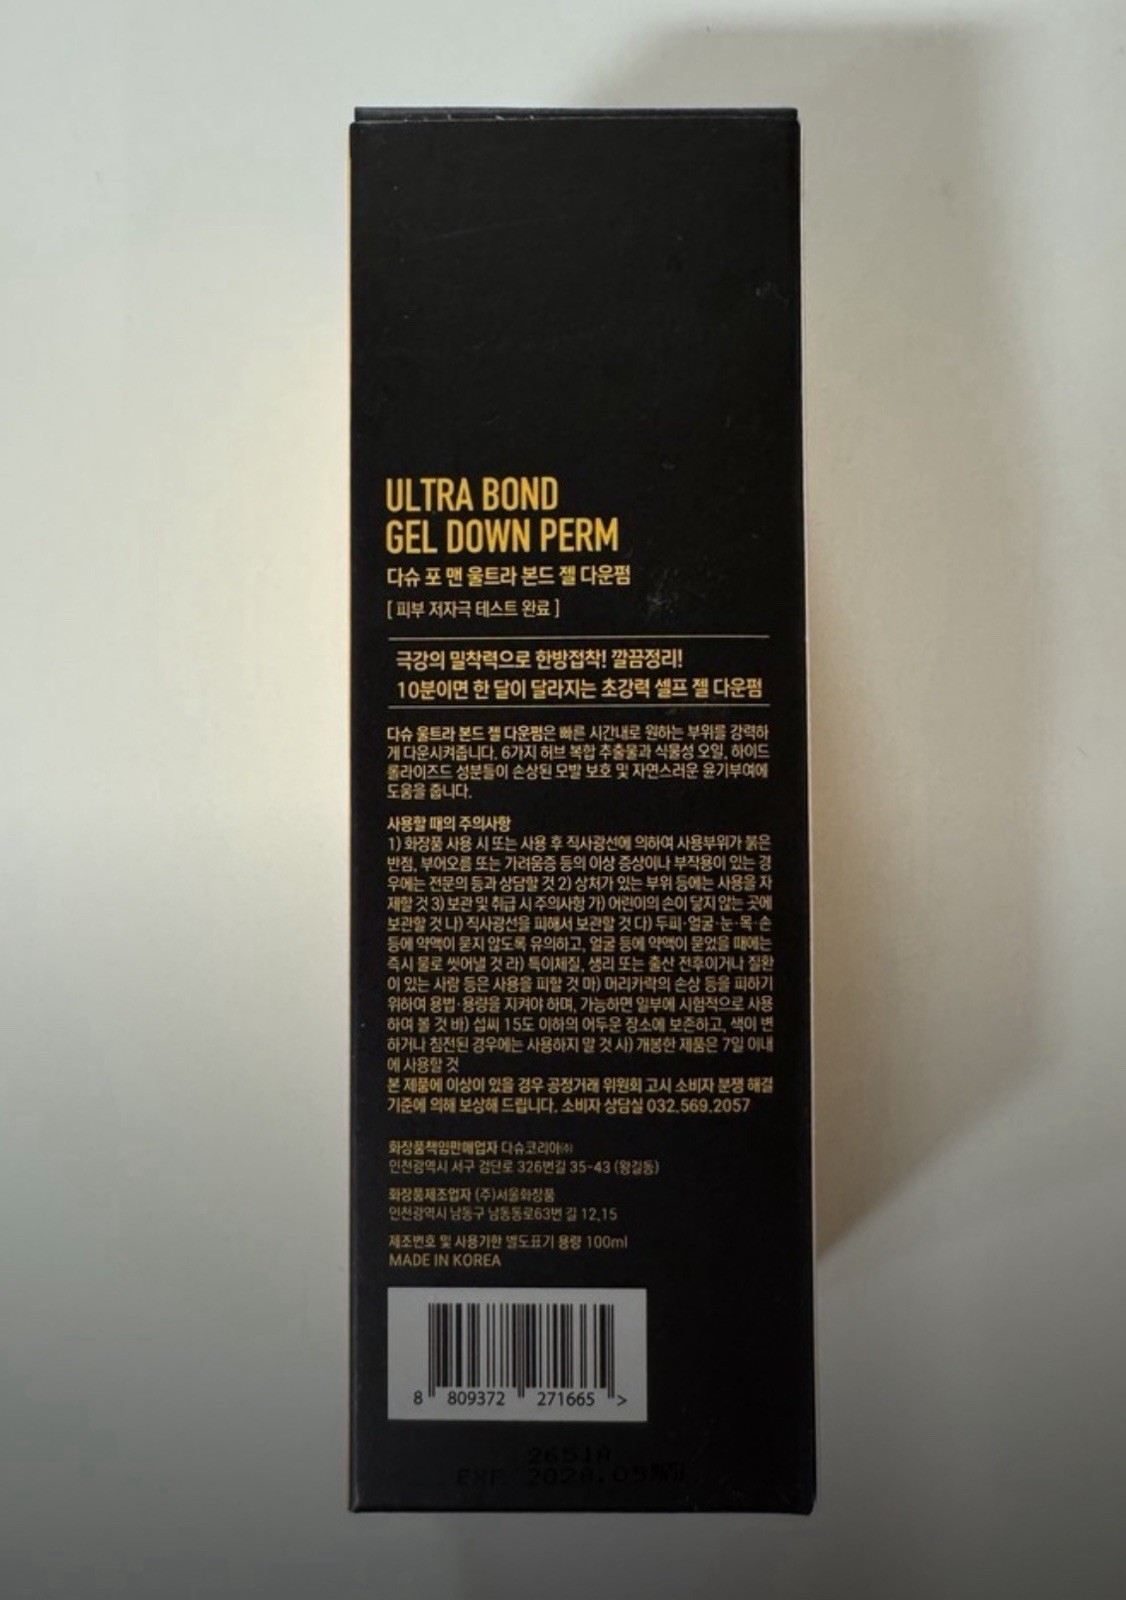 ULTRA BOND
GEL DOWN PERM
다슈 포 맨 울트라 본드 젤 다운펌
[ 피부 저자극 테스트 완료 ]
극강의 밀착력으로 한방접착! 깔끔정리!
10분이면 한 달이 달라지는 초강력 셀프 젤 다운펌
다슈 울트라 본드 젤 다운펌은 빠른 시간내로 원하는 부위를 강력하
게 다운시켜줍니다. 6가지 허브 복합 추출물과 식물성 오일, 하이드
롤라이즈드 성분들이 손상된 모발 보호 및 자연스러운 윤기부여에
도움을 줍니다.
사용할 때의 주의사항
1) 화장품 사용 시 또는 사용 후 직사광선에 의하여 사용부위가 붉은
반점, 부어오름 또는 가려움증 등의 이상 증상이나 부작용이 있는 경
우에는 전문의 등과 상담할 것 2) 상처가 있는 부위 등에는 사용을 자
제할 것 3) 보관 및 취급 시 주의사항 가) 어린이의 손이 닿지 않는 곳에
보관할 것 나) 직사광선을 피해서 보관할 것 다) 두피·얼굴·눈·목·손
등에 약액이 묻지 않도록 유의하고, 얼굴 등에 약액이 묻었을 때에는
즉시 물로 씻어낼 것 라) 특이체질, 생리 또는 출산 전후이거나 질환
이 있는 사람 등은 사용을 피할 것 마) 머리카락의 손상 등을 피하기
위하여 용법·용량을 지켜야 하며, 가능하면 일부에 시험적으로 사용
하여 볼 것 바) 섭씨 15도 이하의 어두운 장소에 보존하고, 색이 변
하거나 침전된 경우에는 사용하지 말 것 사) 개봉한 제품은 7일 이내
에 사용할 것
본 제품에 이상이 있을 경우 공정거래 위원회 고시 소비자 분쟁 해결
기준에 의해 보상해 드립니다. 소비자 상담실 032.569.2057
화장품책임판매업자 다슈코리아㈜
인천광역시 서구 검단로 326번길 35-43 (왕길동)
화장품제조업자 (주)서울화장품
인천광역시 남동구 남동동로63번 길 12,15
제조번호 및 사용기한 별도표기 용량 100ml
MADE IN KOREA
8 809372 271665 >
2651A
EXP